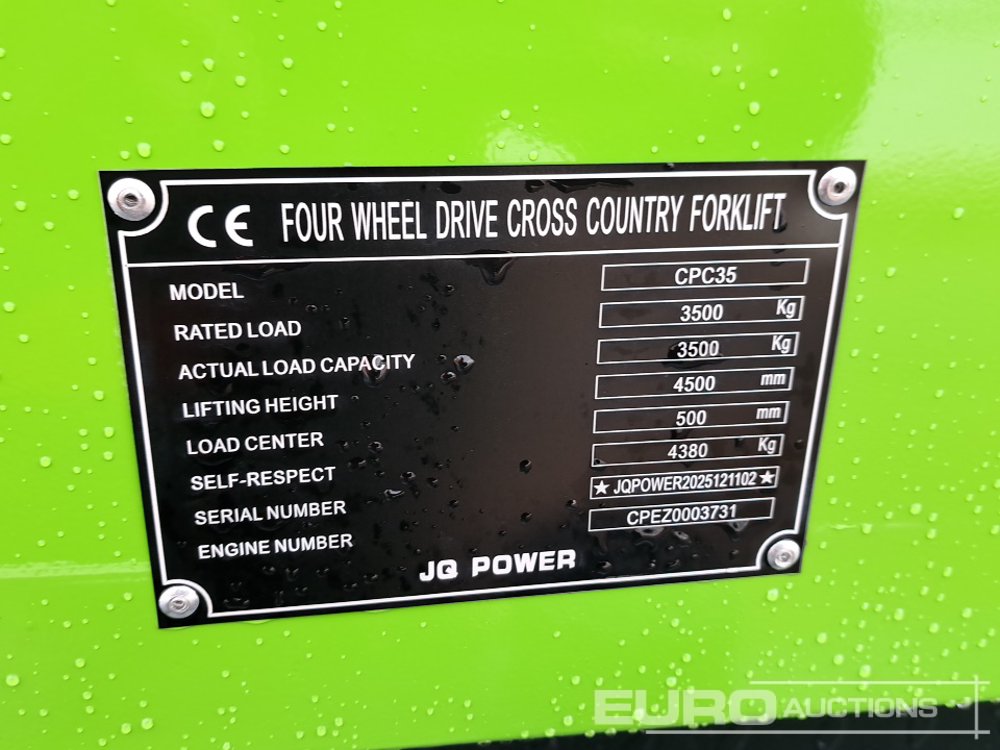 CE FOUR WHEEL DRIVE CROSS COUNTRY FORKLIFT
MODEL CPC35
RATED LOAD 3500 Kg
ACTUAL LOAD CAPACITY 3500 Kg
LIFTING HEIGHT 4500 mm
LOAD CENTER 500 mm
SELF-RESPECT 4380 Kg
SERIAL NUMBER ★ JQPOWER2025121102 ★
ENGINE NUMBER CPEZ0003731
JQ POWER
EURO AUCTIONS